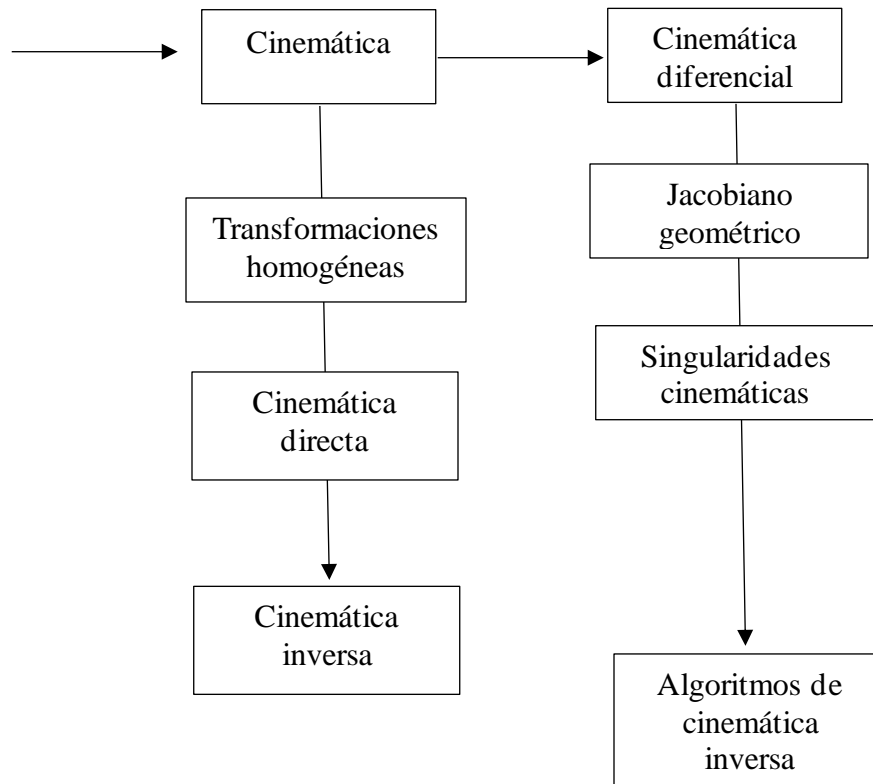 Cinemática
Cinemática
diferencial
Transformaciones
homogéneas
Jacobiano
geométrico
Cinemática
directa
Singularidades
cinemáticas
Cinemática
inversa
Algoritmos de
cinemática
inversa